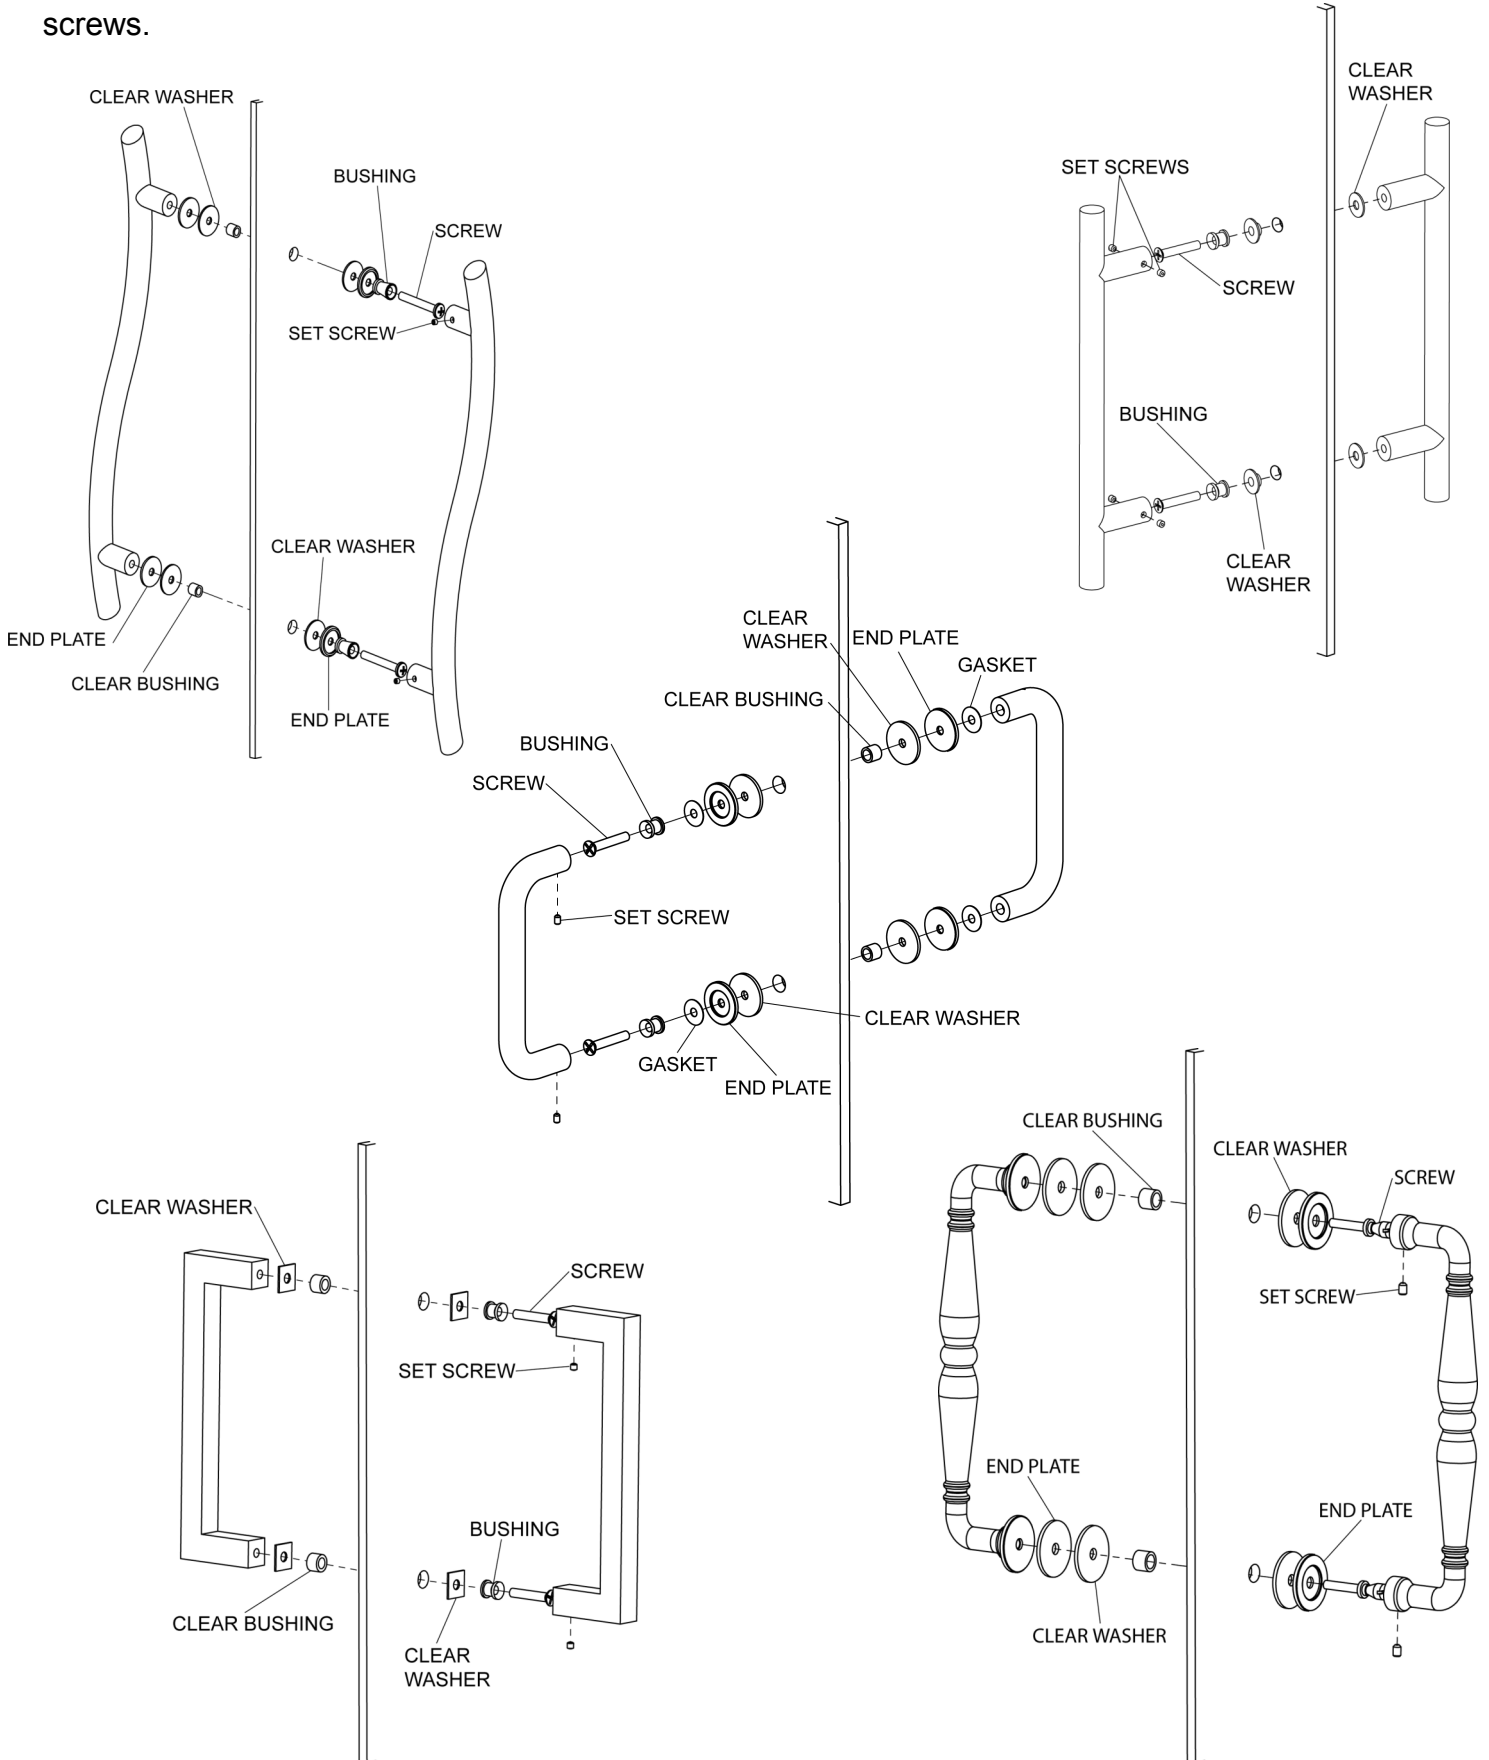 screws.
CLEAR WASHER
BUSHING
SCREW
SET SCREW
CLEAR WASHER
END PLATE
CLEAR BUSHING
END PLATE
CLEAR
WASHER
SET SCREWS
SCREW
BUSHING
CLEAR
WASHER
CLEAR
WASHER
END PLATE
GASKET
CLEAR BUSHING
BUSHING
SCREW
SET SCREW
CLEAR WASHER
GASKET
END PLATE
CLEAR WASHER
SCREW
SET SCREW
BUSHING
CLEAR BUSHING
CLEAR
WASHER
CLEAR BUSHING
CLEAR WASHER
SCREW
SET SCREW
END PLATE
END PLATE
CLEAR WASHER